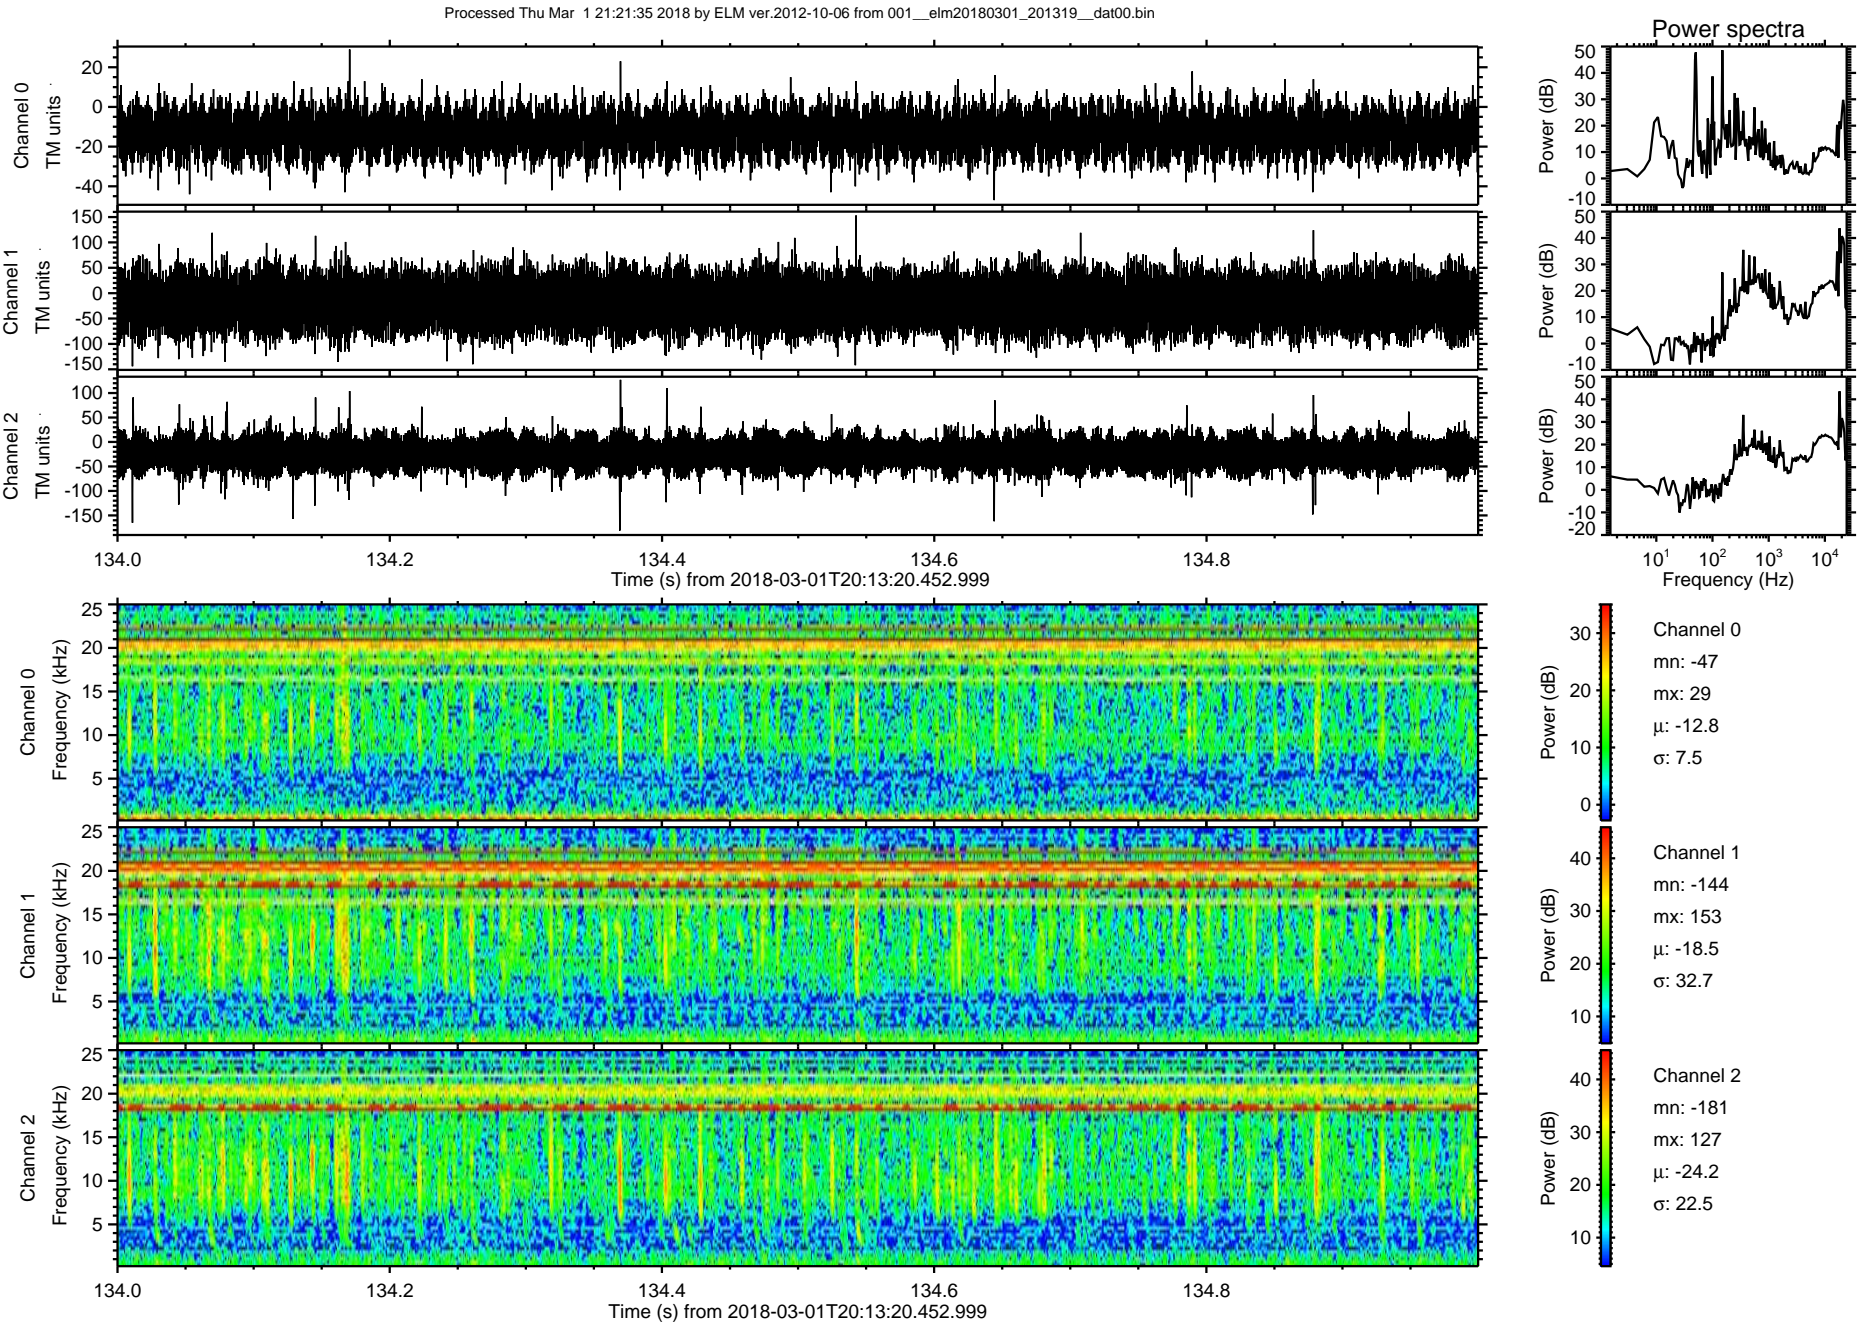 Processed Thu Mar  1 21:21:35 2018 by ELM ver.2012-10-06 from 001__elm20180301_201319__dat00.bin
Power spectra
Channel 0
TM units
20
0
-20
-40
Power (dB)
50
40
30
20
10
0
-10
Channel 1
TM units
150
100
50
0
-50
-100
-150
Power (dB)
50
40
30
20
10
0
-10
Channel 2
TM units
100
50
0
-50
-100
-150
Power (dB)
50
40
30
20
10
0
-10
-20
134.0 134.2 134.4 134.6 134.8
Time (s) from 2018-03-01T20:13:20.452.999
10^1 10^2 10^3 10^4
Frequency (Hz)
Channel 0
Frequency (kHz)
25
20
15
10
5
Power (dB)
30
20
10
0
Channel 0
mn: -47
mx: 29
μ: -12.8
σ: 7.5
Channel 1
Frequency (kHz)
25
20
15
10
5
Power (dB)
40
30
20
10
Channel 1
mn: -144
mx: 153
μ: -18.5
σ: 32.7
Channel 2
Frequency (kHz)
25
20
15
10
5
Power (dB)
40
30
20
10
Channel 2
mn: -181
mx: 127
μ: -24.2
σ: 22.5
134.0 134.2 134.4 134.6 134.8
Time (s) from 2018-03-01T20:13:20.452.999